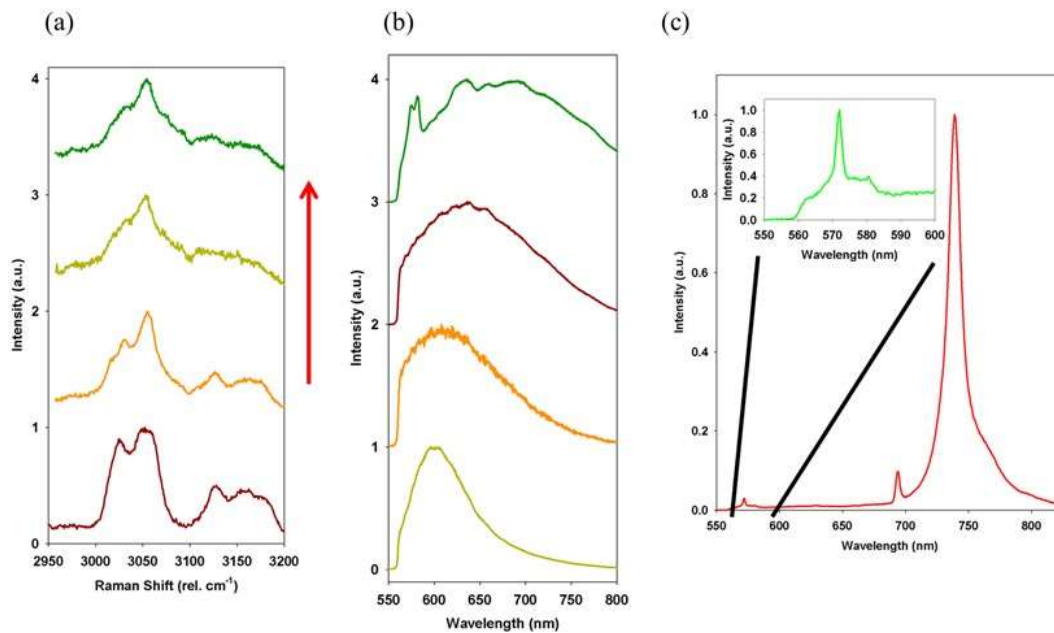 (a)
(b)
(c)
4
3
2
1
0
Intensity (a.u.)
2950 3000 3050 3100 3150 3200
Raman Shift (rel. cm-1)
4
3
2
1
0
Intensity (a.u.)
550 600 650 700 750 800
Wavelength (nm)
1.0
0.8
0.6
0.4
0.2
0.0
Intensity (a.u.)
550 600 650 700 750 800
Wavelength (nm)
1.0
0.8
0.6
0.4
0.2
0.0
Intensity (a.u.)
550 560 570 580 590 600
Wavelength (nm)